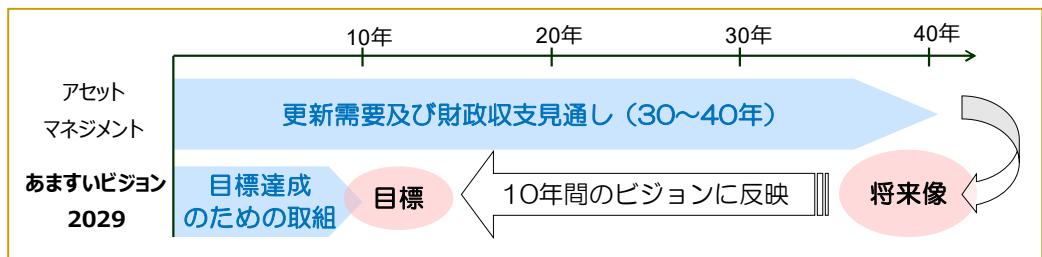 10年 20年 30年 40年
アセット
マネジメント
更新需要及び財政収支見通し（30～40年）
あますいビジョン
2029
目標達成
のための取組
目標
10年間のビジョンに反映
将来像